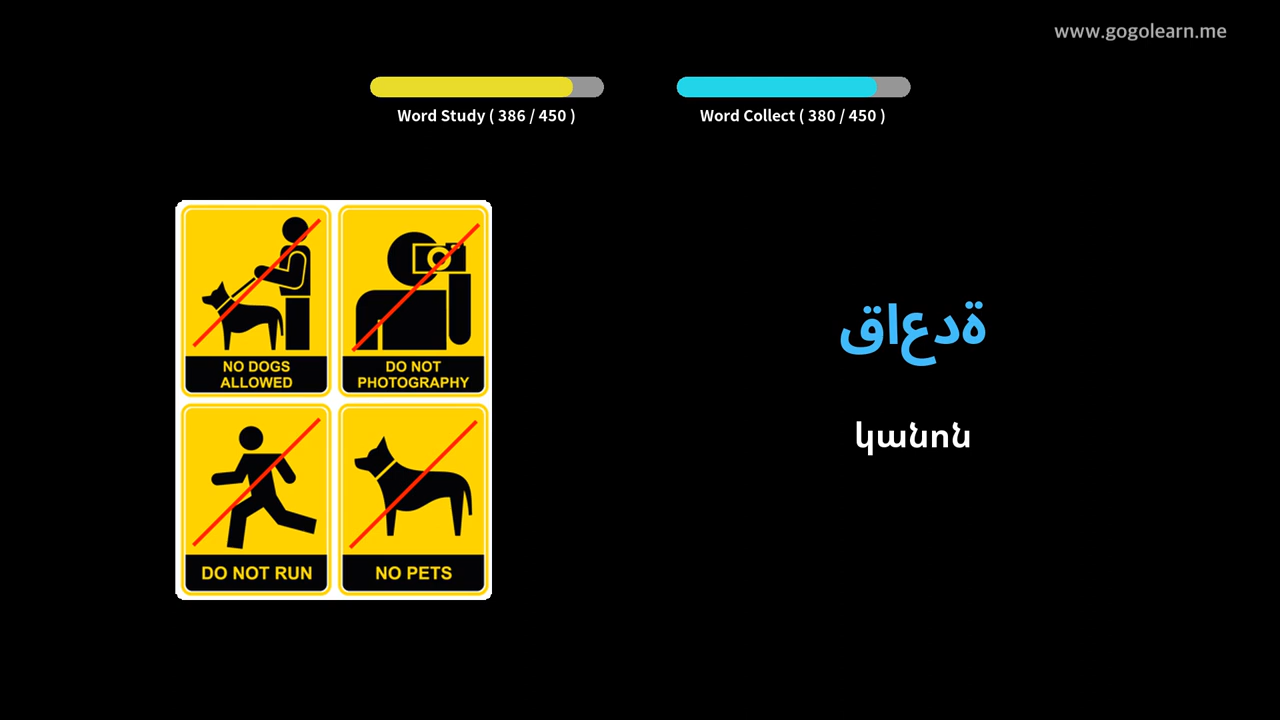 www.gogolearn.me
Word Study ( 386 / 450 )
Word Collect ( 380 / 450 )
NO DOGS
ALLOWED
DO NOT
PHOTOGRAPHY
DO NOT RUN
NO PETS
ةدعاق
կանոն